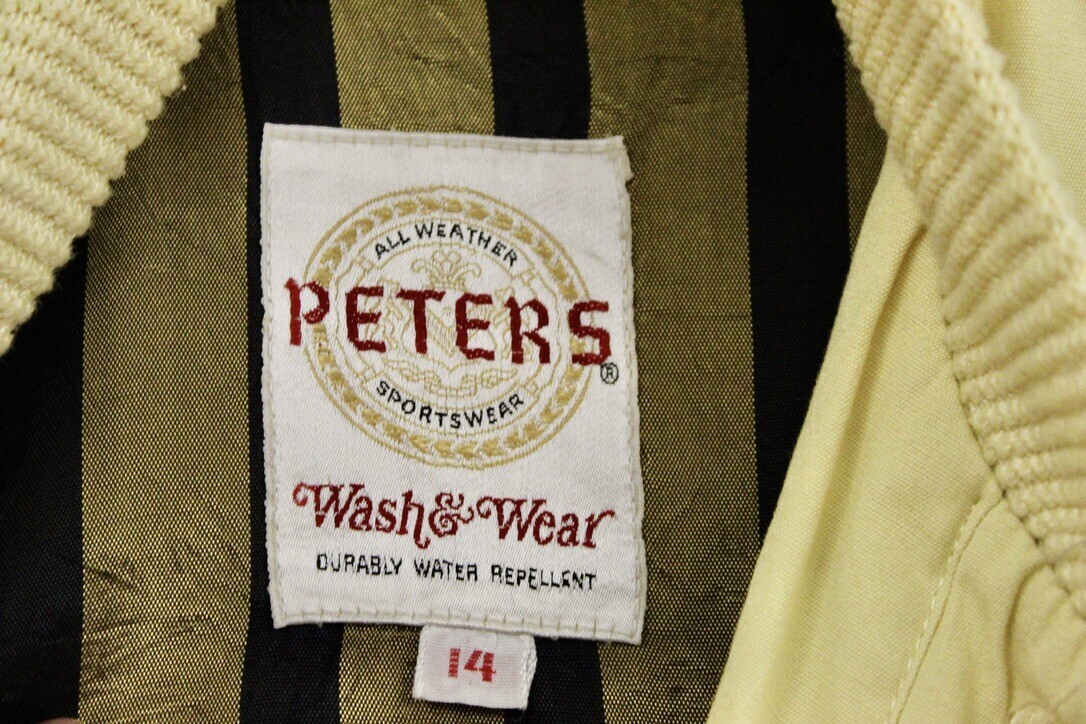 ALL WEATHER
PETERS®
SPORTSWEAR
Wash & Wear
DURABLY WATER REPELLENT
14